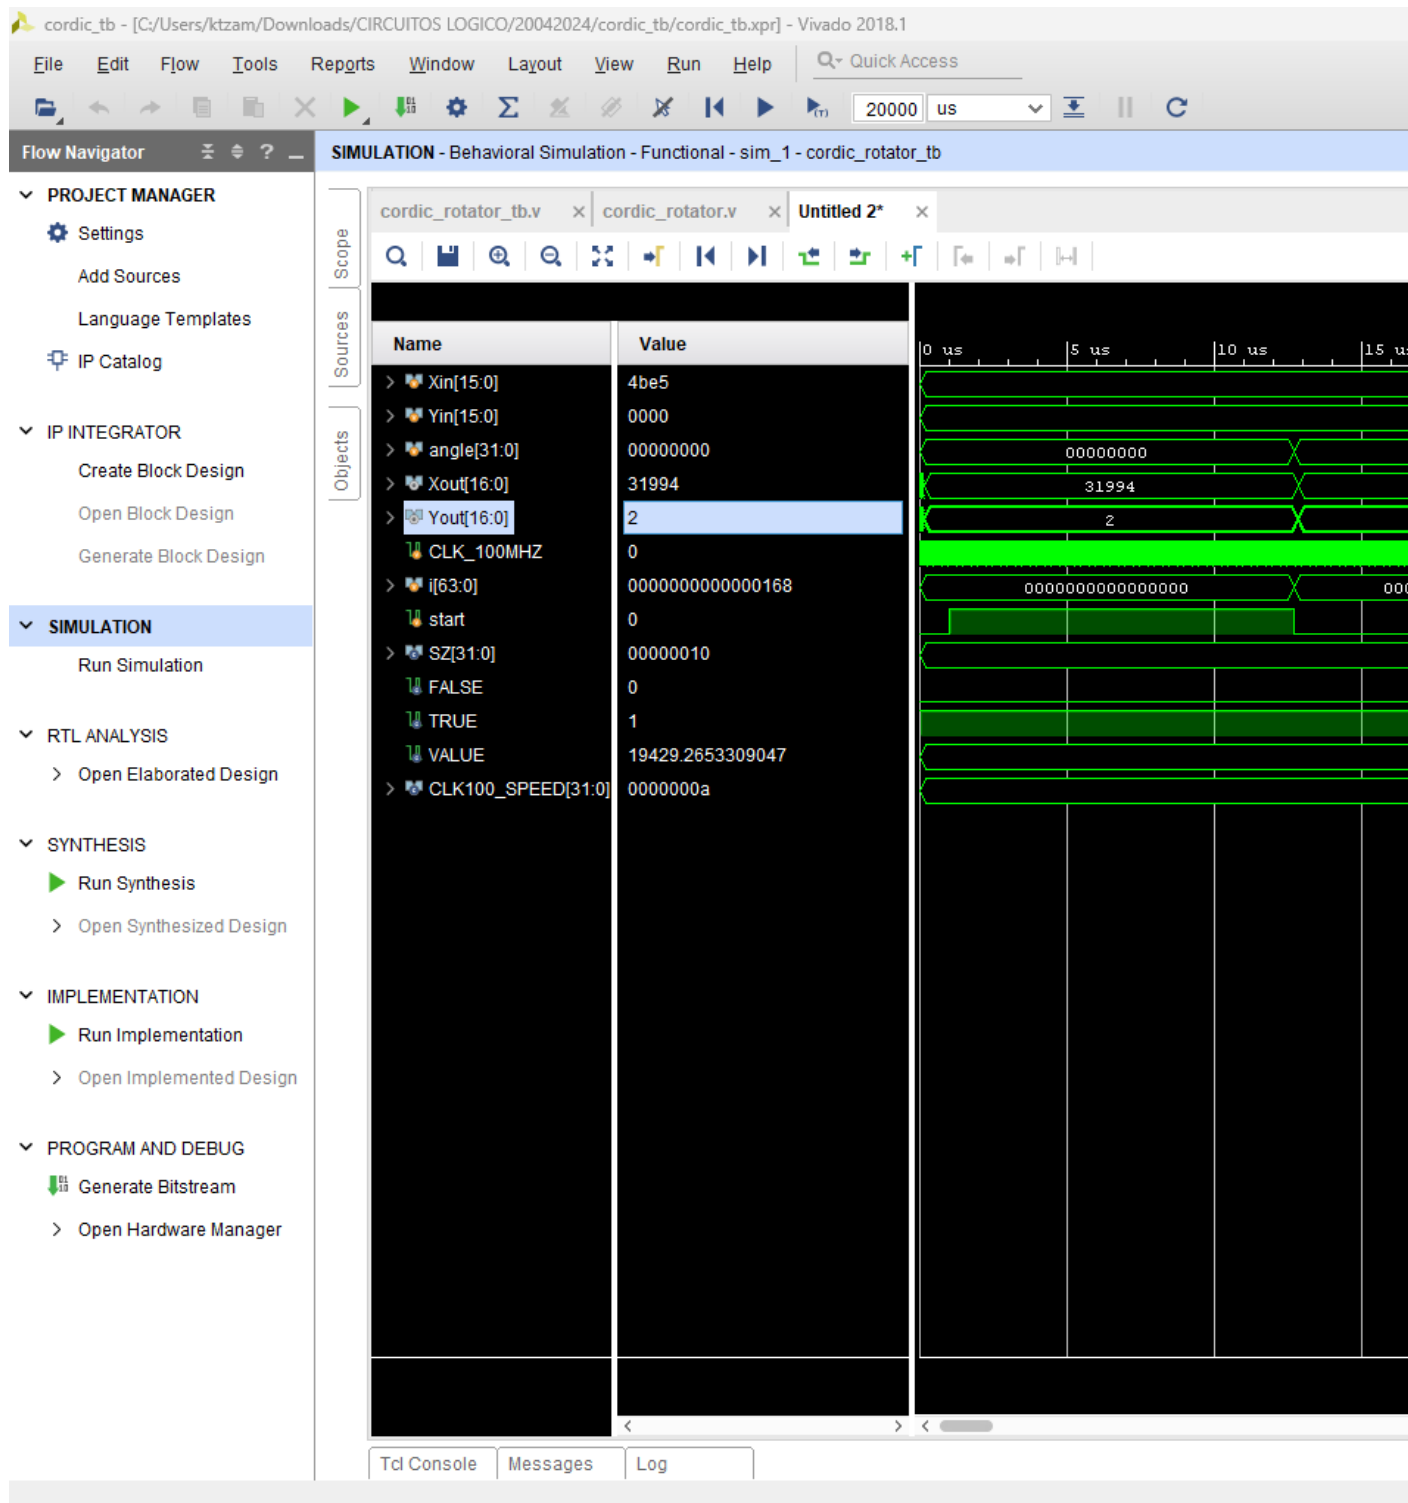 cordic_tb - [C:/Users/ktzam/Downloads/CIRCUITOS LOGICO/20042024/cordic_tb/cordic_tb.xpr] - Vivado 2018.1
File Edit Flow Tools Reports Window Layout View Run Help Quick Access
20000 us
Flow Navigator
SIMULATION - Behavioral Simulation - Functional - sim_1 - cordic_rotator_tb
PROJECT MANAGER
Settings
Add Sources
Language Templates
IP Catalog
IP INTEGRATOR
Create Block Design
Open Block Design
Generate Block Design
SIMULATION
Run Simulation
RTL ANALYSIS
Open Elaborated Design
SYNTHESIS
Run Synthesis
Open Synthesized Design
IMPLEMENTATION
Run Implementation
Open Implemented Design
PROGRAM AND DEBUG
Generate Bitstream
Open Hardware Manager
Scope
Sources
Objects
cordic_rotator_tb.v cordic_rotator.v Untitled 2*
Name Value
0 us 5 us 10 us 15 u
Xin[15:0] 4be5
Yin[15:0] 0000
angle[31:0] 00000000 00000000
Xout[16:0] 31994 31994
Yout[16:0] 2 2
CLK_100MHZ 0
i[63:0] 0000000000000168 0000000000000000 000
start 0
SZ[31:0] 00000010
FALSE 0
TRUE 1
VALUE 19429.2653309047
CLK100_SPEED[31:0] 0000000a
Tcl Console Messages Log